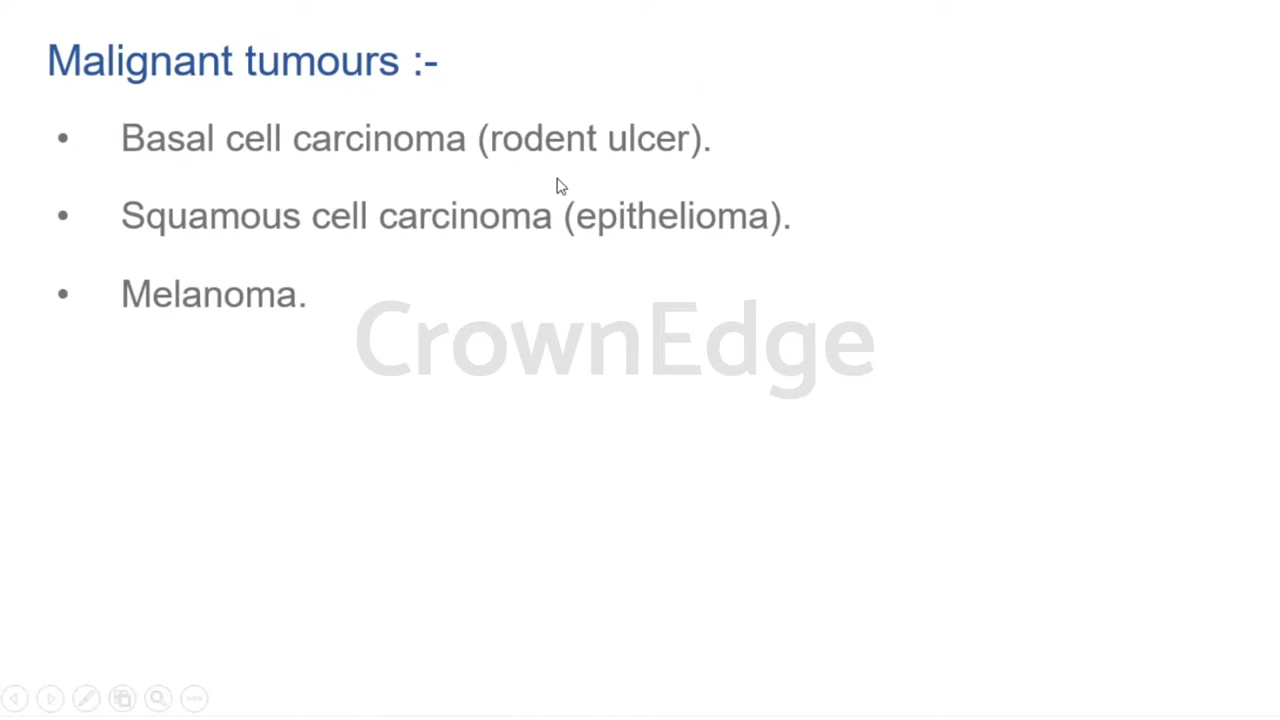 Malignant tumours :-
• Basal cell carcinoma (rodent ulcer).
• Squamous cell carcinoma (epithelioma).
• Melanoma.
CrownEdge